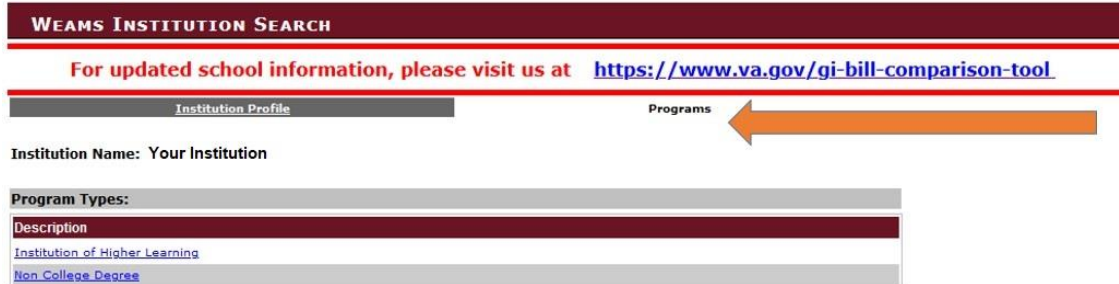 WEAMS INSTITUTION SEARCH
For updated school information, please visit us at https://www.va.gov/gi-bill-comparison-tool
Institution Profile Programs
Institution Name: Your Institution
Program Types:
Description
Institution of Higher Learning
Non College Degree